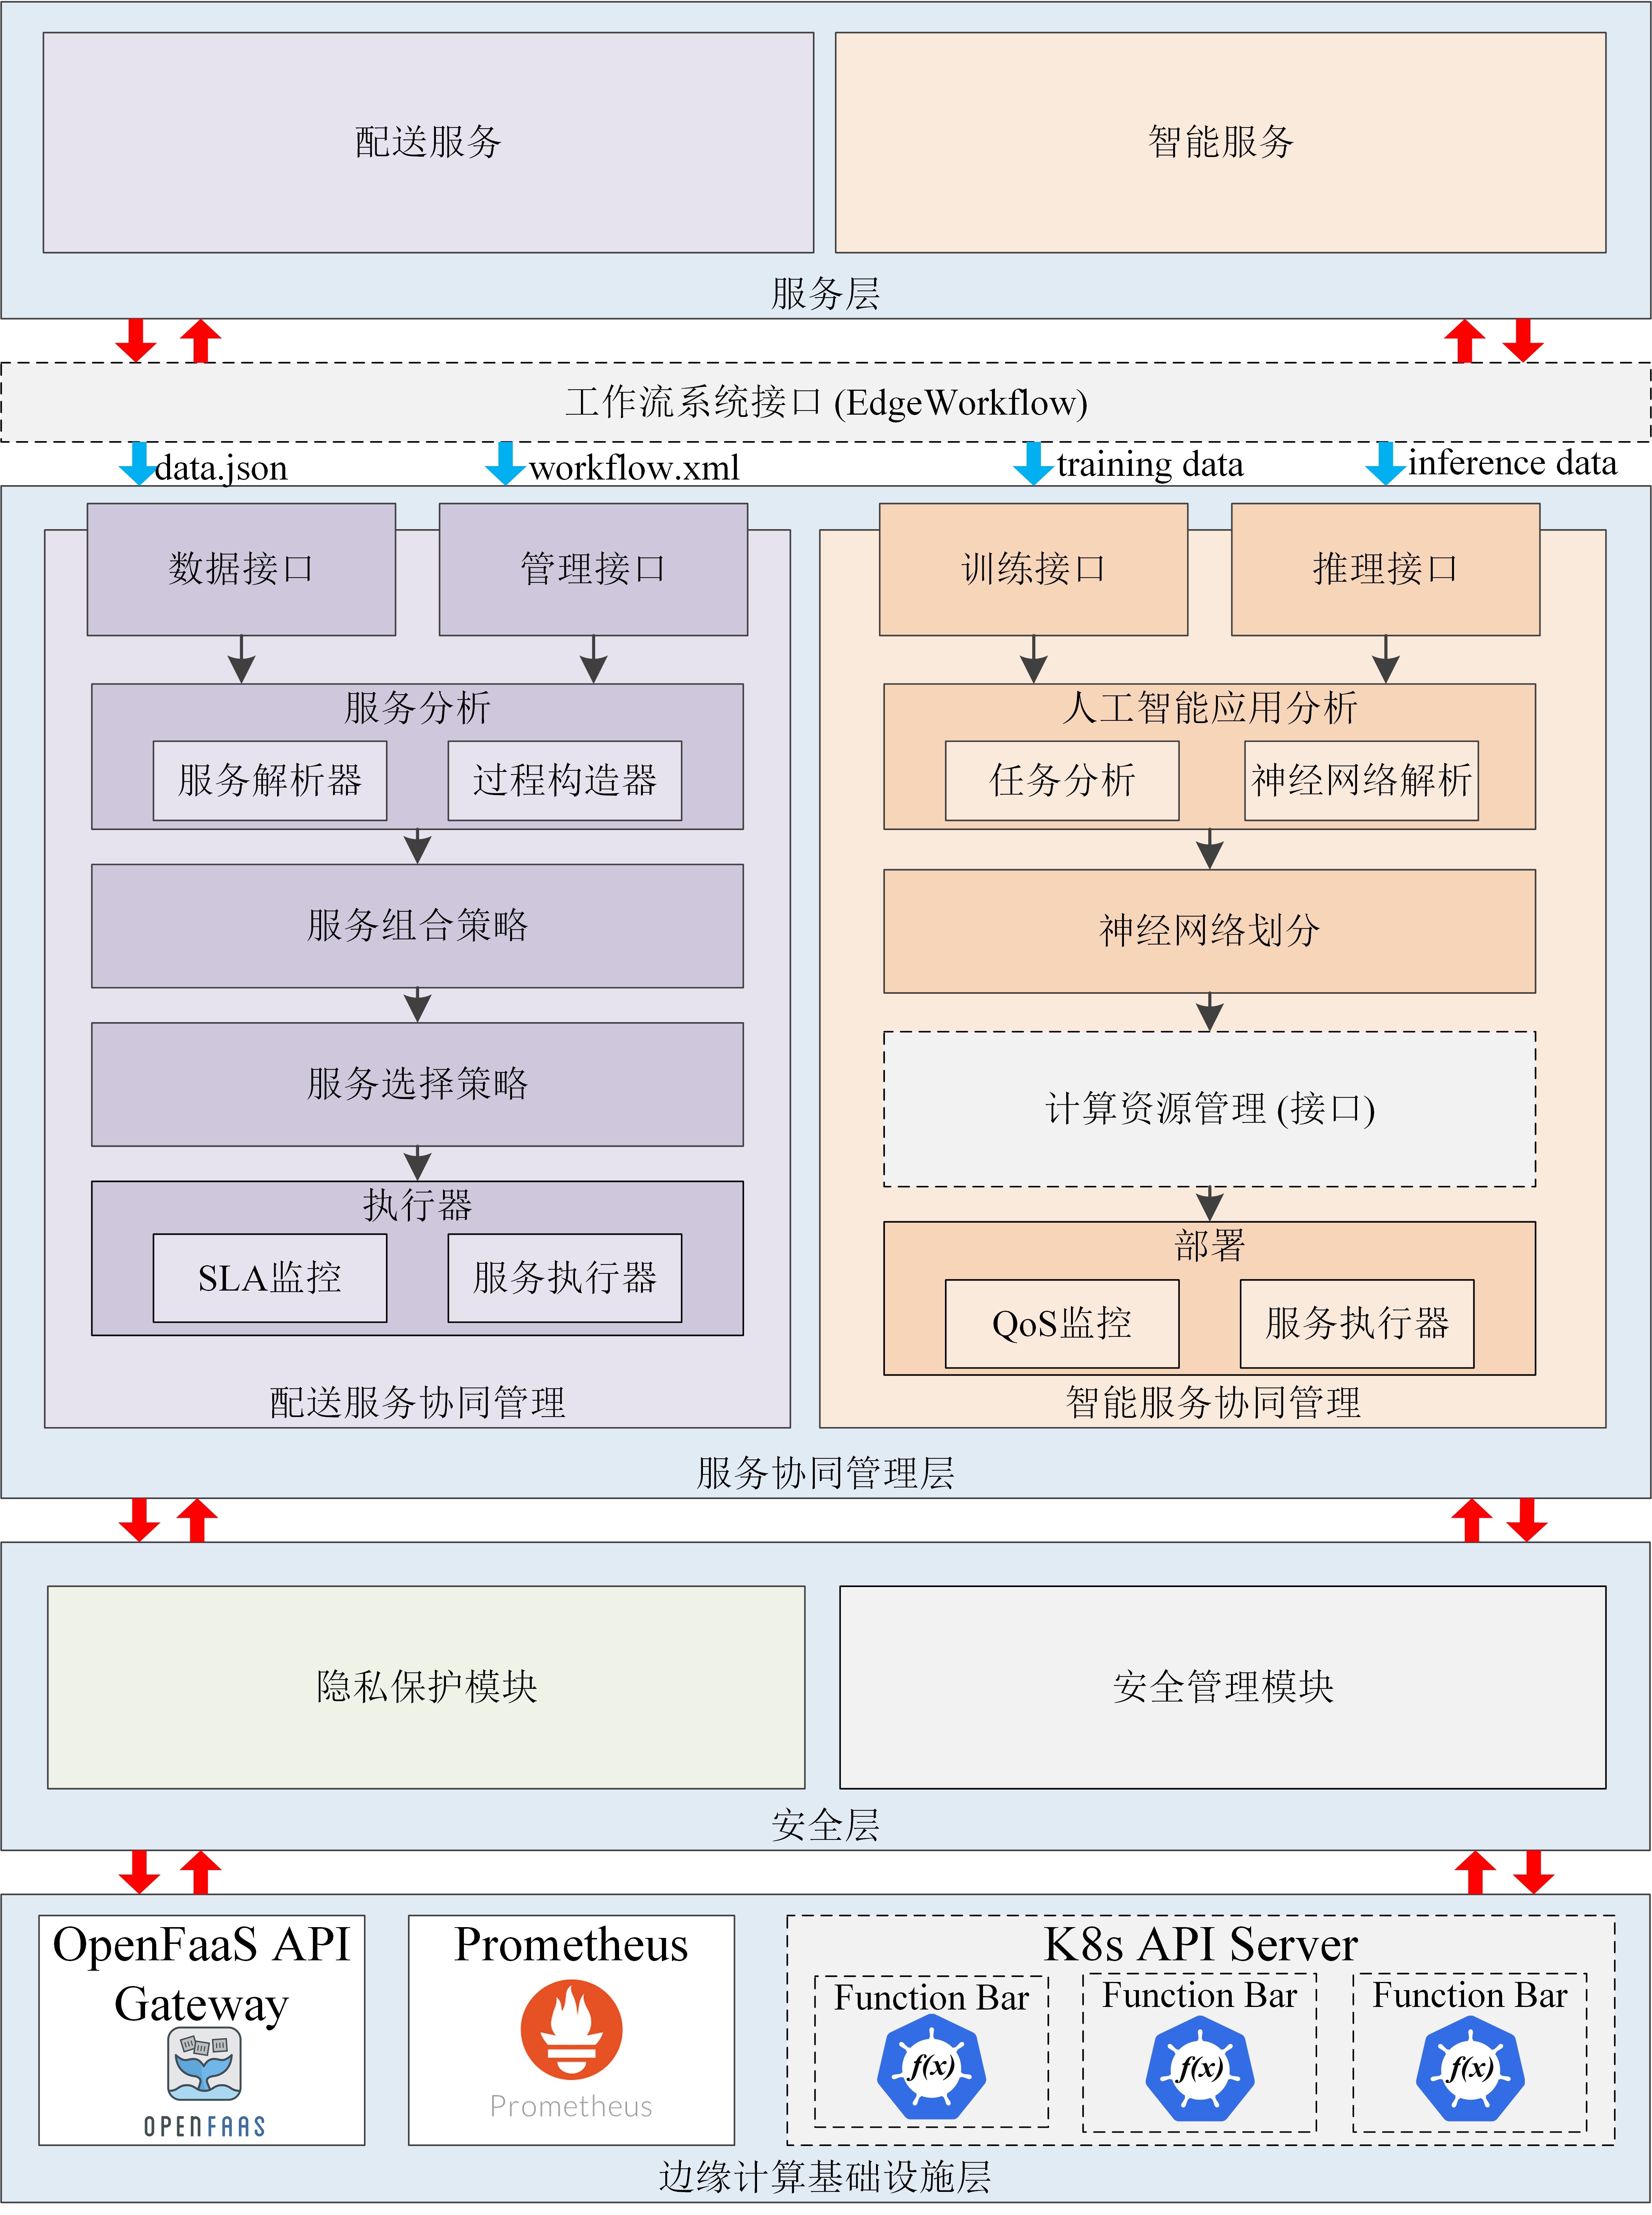 配送服务
智能服务
服务层
工作流系统接口 (EdgeWorkflow)
data.json
workflow.xml
training data
inference data
数据接口
管理接口
训练接口
推理接口
服务分析
服务解析器
过程构造器
人工智能应用分析
任务分析
神经网络解析
服务组合策略
神经网络划分
服务选择策略
计算资源管理 (接口)
执行器
SLA监控
服务执行器
部署
QoS监控
服务执行器
配送服务协同管理
智能服务协同管理
服务协同管理层
隐私保护模块
安全管理模块
安全层
OpenFaaS API
Gateway
OPENFAAS
Prometheus
Prometheus
K8s API Server
Function Bar
f(x)
Function Bar
f(x)
Function Bar
f(x)
边缘计算基础设施层